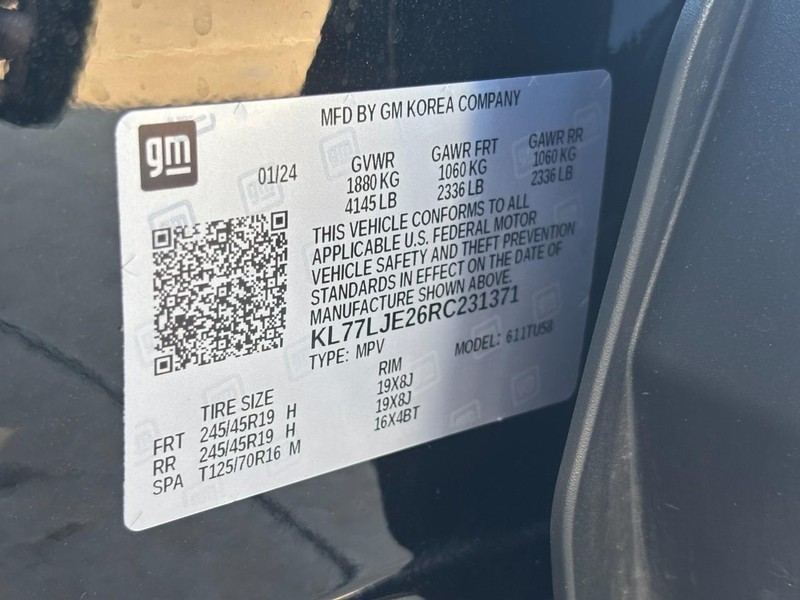 MFD BY GM KOREA COMPANY
gm
01/24
GVWR GAWR FRT GAWR RR
1880 KG 1060 KG 1060 KG
4145 LB 2336 LB 2336 LB
THIS VEHICLE CONFORMS TO ALL
APPLICABLE U.S. FEDERAL MOTOR
VEHICLE SAFETY AND THEFT PREVENTION
STANDARDS IN EFFECT ON THE DATE OF
MANUFACTURE SHOWN ABOVE.
KL77LJE26RC231371
TYPE: MPV MODEL: 611TU58
TIRE SIZE RIM
FRT 245/45R19 H 19X8J
RR 245/45R19 H 19X8J
SPA T125/70R16 M 16X4BT